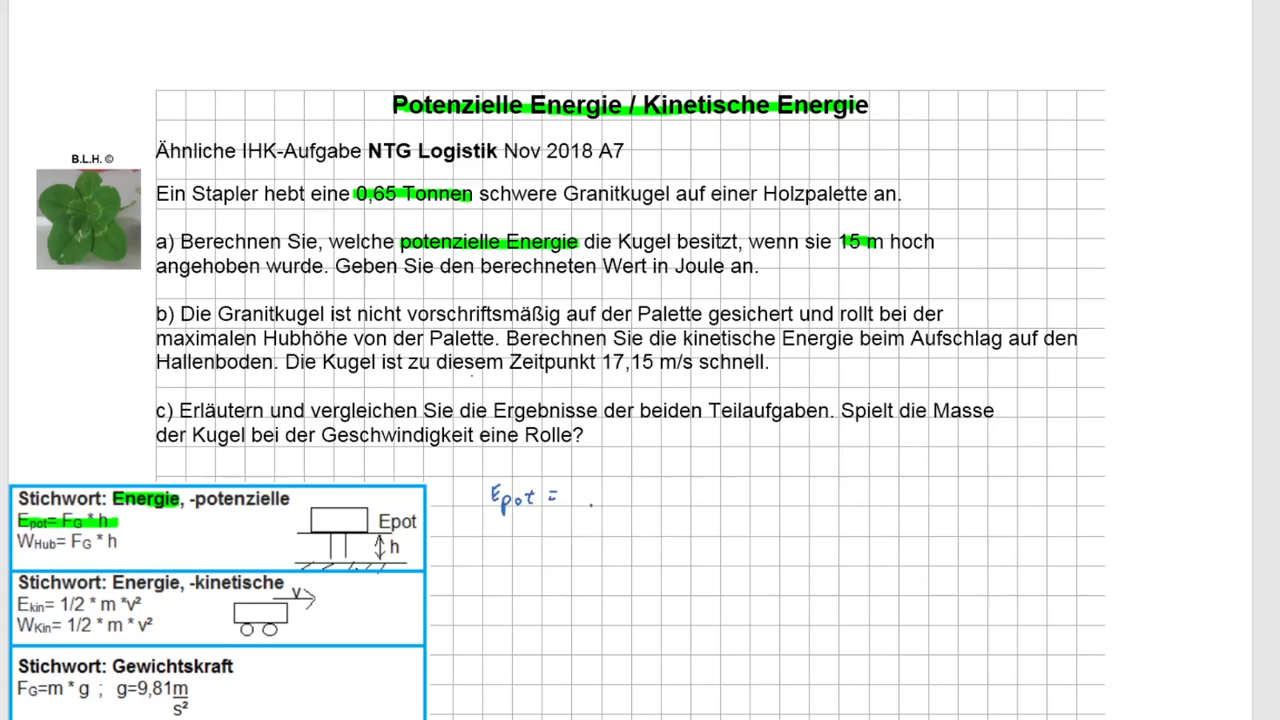 Potenzielle Energie / Kinetische Energie
Ähnliche IHK-Aufgabe NTG Logistik Nov 2018 A7
B.L.H. ©
Ein Stapler hebt eine 0,65 Tonnen schwere Granitkugel auf einer Holzpalette an.
a) Berechnen Sie, welche potenzielle Energie die Kugel besitzt, wenn sie 15 m hoch
angehoben wurde. Geben Sie den berechneten Wert in Joule an.
b) Die Granitkugel ist nicht vorschriftsmäßig auf der Palette gesichert und rollt bei der
maximalen Hubhöhe von der Palette. Berechnen Sie die kinetische Energie beim Aufschlag auf den
Hallenboden. Die Kugel ist zu diesem Zeitpunkt 17,15 m/s schnell.
c) Erläutern und vergleichen Sie die Ergebnisse der beiden Teilaufgaben. Spielt die Masse
der Kugel bei der Geschwindigkeit eine Rolle?
Stichwort: Energie, -potenzielle
Epot= FG * h
WHub= FG * h
Epot
h
Epot =
Stichwort: Energie, -kinetische
Ekin= 1/2 * m *v²
WKin= 1/2 * m * v²
v
Stichwort: Gewichtskraft
FG=m * g ; g=9,81m
s²